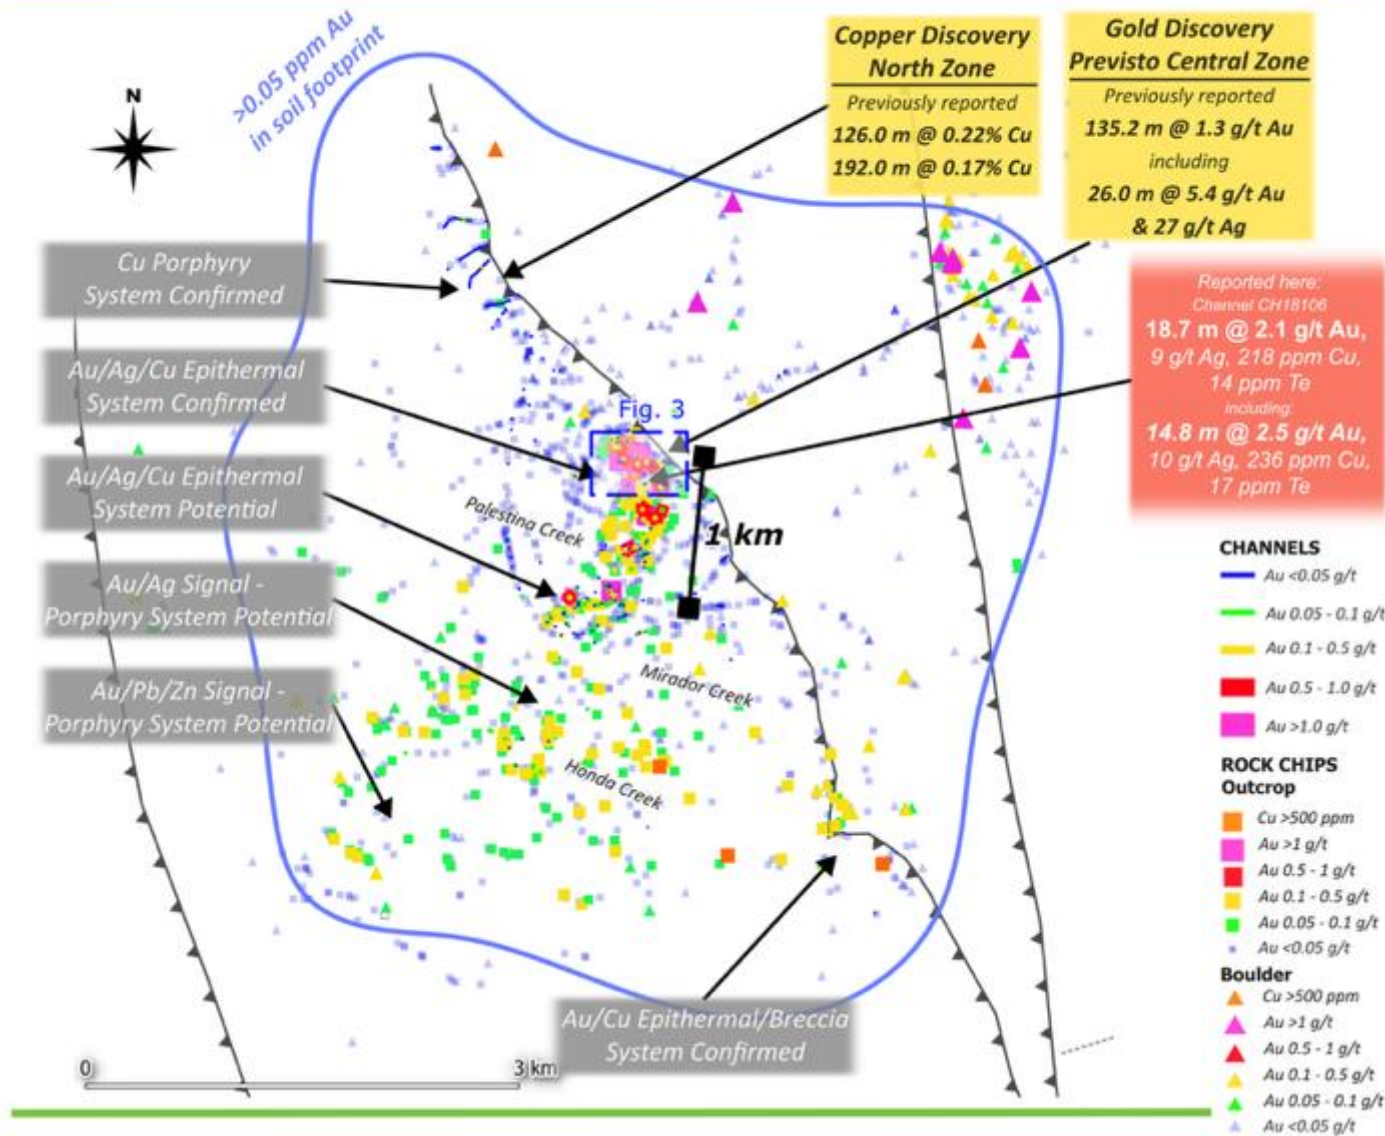 >0.05 ppm Au
in soil footprint
N
Copper Discovery
North Zone
Previously reported
126.0 m @ 0.22% Cu
192.0 m @ 0.17% Cu
Gold Discovery
Previsto Central Zone
Previously reported
135.2 m @ 1.3 g/t Au
including
26.0 m @ 5.4 g/t Au
& 27 g/t Ag
Reported here:
Channel CH18106
18.7 m @ 2.1 g/t Au,
9 g/t Ag, 218 ppm Cu,
14 ppm Te
including:
14.8 m @ 2.5 g/t Au,
10 g/t Ag, 236 ppm Cu,
17 ppm Te
Cu Porphyry
System Confirmed
Au/Ag/Cu Epithermal
System Confirmed
Au/Ag/Cu Epithermal
System Potential
Au/Ag Signal -
Porphyry System Potential
Au/Pb/Zn Signal -
Porphyry System Potential
Fig. 3
1 km
Palestina Creek
Mirador Creek
Honda Creek
Au/Cu Epithermal/Breccia
System Confirmed
0
3 km
CHANNELS
Au <0.05 g/t
Au 0.05 - 0.1 g/t
Au 0.1 - 0.5 g/t
Au 0.5 - 1.0 g/t
Au >1.0 g/t
ROCK CHIPS
Outcrop
Cu >500 ppm
Au >1 g/t
Au 0.5 - 1 g/t
Au 0.1 - 0.5 g/t
Au 0.05 - 0.1 g/t
Au <0.05 g/t
Boulder
Cu >500 ppm
Au >1 g/t
Au 0.5 - 1 g/t
Au 0.1 - 0.5 g/t
Au 0.05 - 0.1 g/t
Au <0.05 g/t